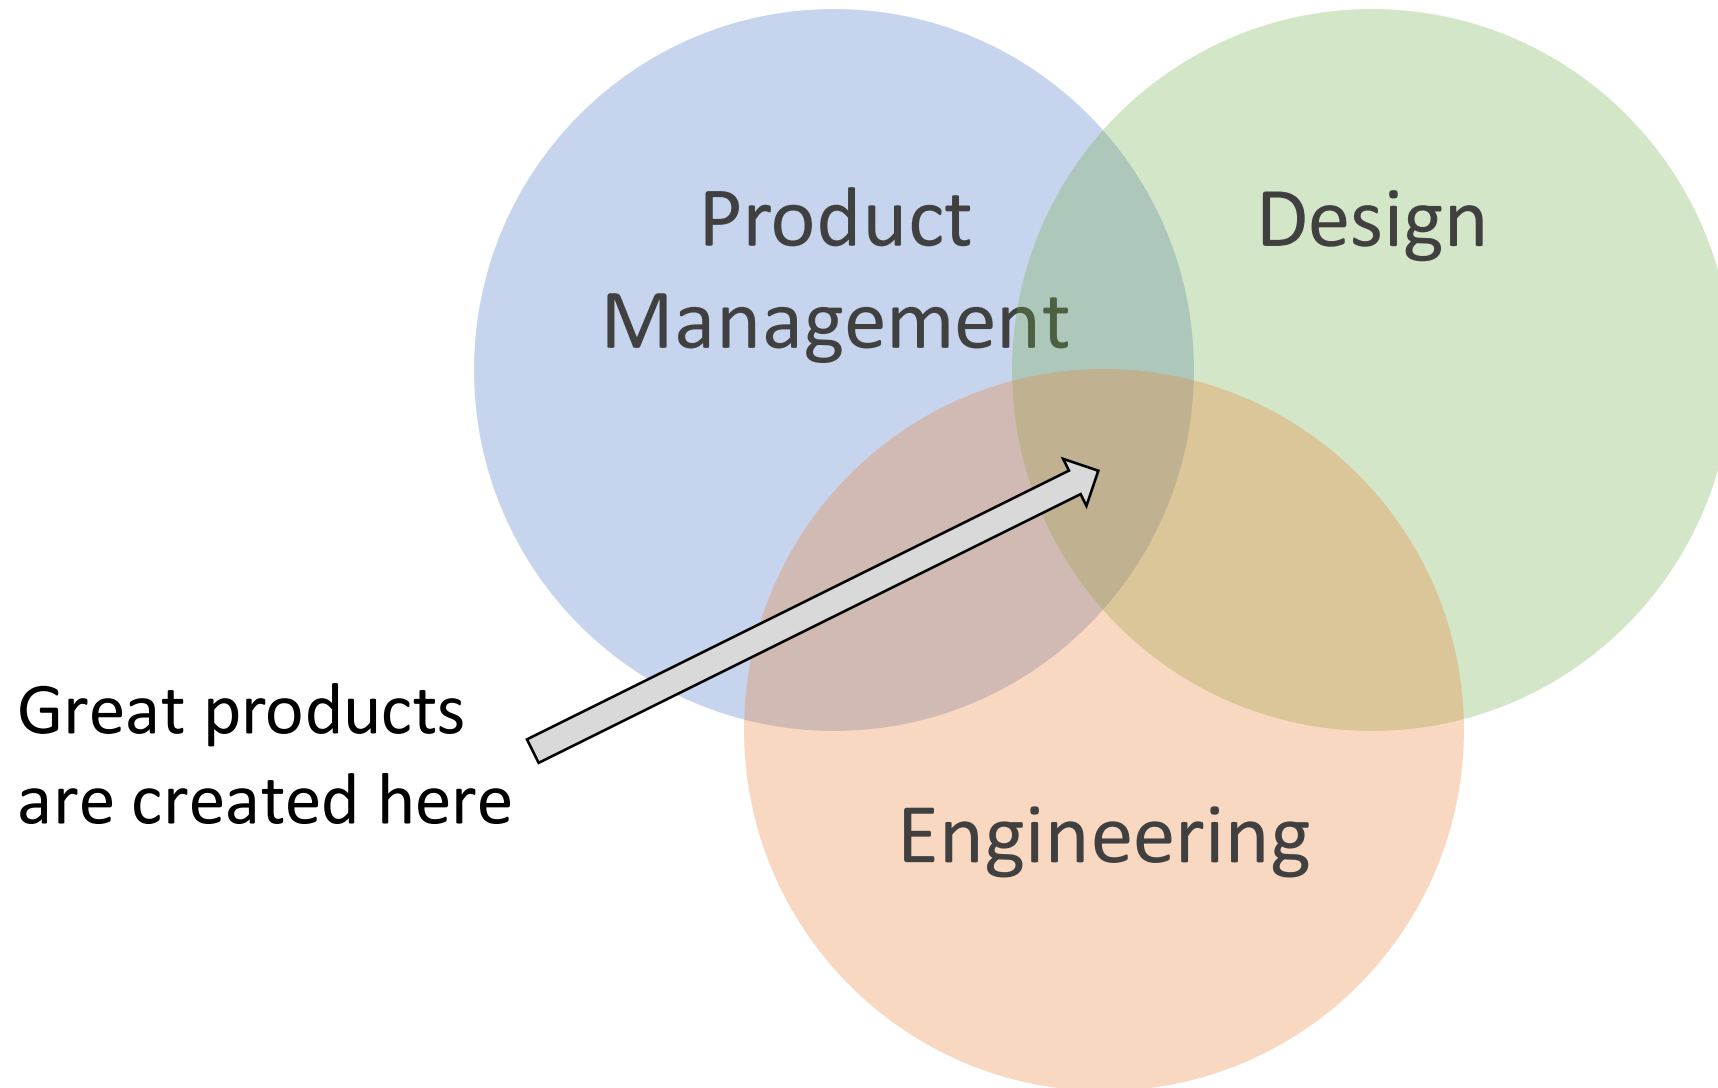 Product
Management
Design
Engineering
Great products
are created here